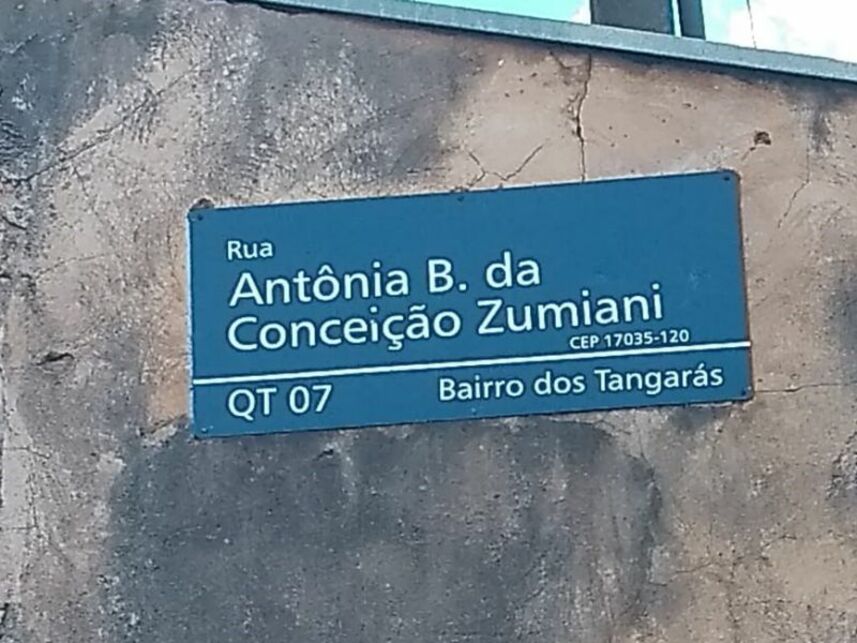 Rua
Antônia B. da
Conceição Zumiani
CEP 17035-120
QT 07 Bairro dos Tangarás